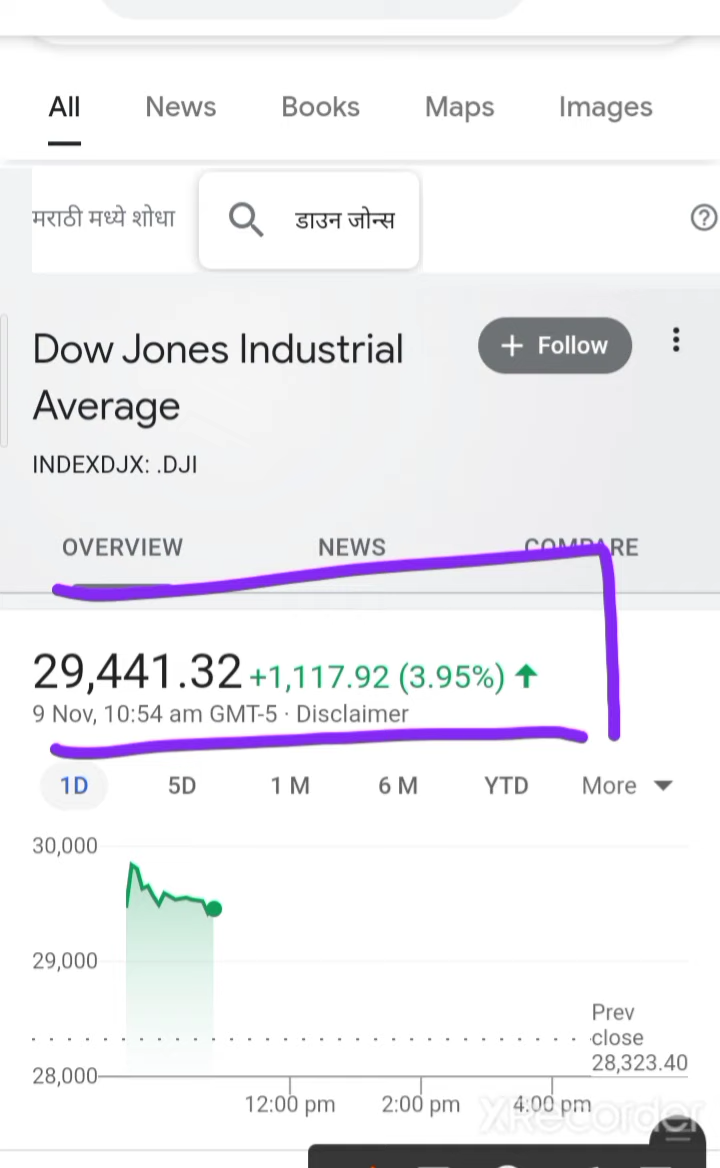 All News Books Maps Images
मराठी मध्ये शोधा डाउन जोन्स
Dow Jones Industrial
Average
+ Follow
INDEXDJX: .DJI
OVERVIEW NEWS COMPARE
29,441.32 +1,117.92 (3.95%)
9 Nov, 10:54 am GMT-5 · Disclaimer
1D 5D 1 M 6 M YTD More
30,000
29,000
Prev
close
28,323.40
28,000
12:00 pm 2:00 pm 4:00 pm
XRecorder